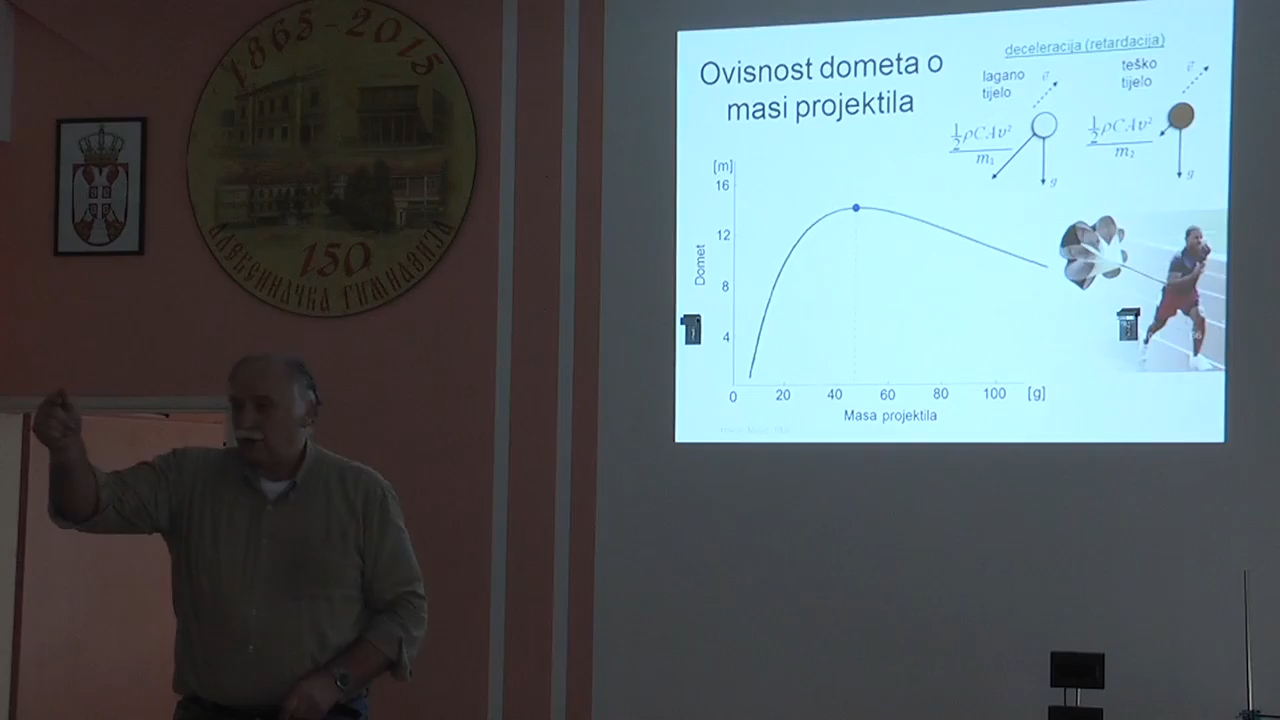 1865-2015
150
АЛЕКСИНАЧКА ГИМНАЗИЈА
Ovisnost dometa o
masi projektila
deceleracija (retardacija)
lagano
tijelo
teško
tijelo
v
v
½ρCAv²
m₁
g
½ρCAv²
m₂
g
[m]
16
12
8
4
Domet
0 20 40 60 80 100 [g]
Masa projektila